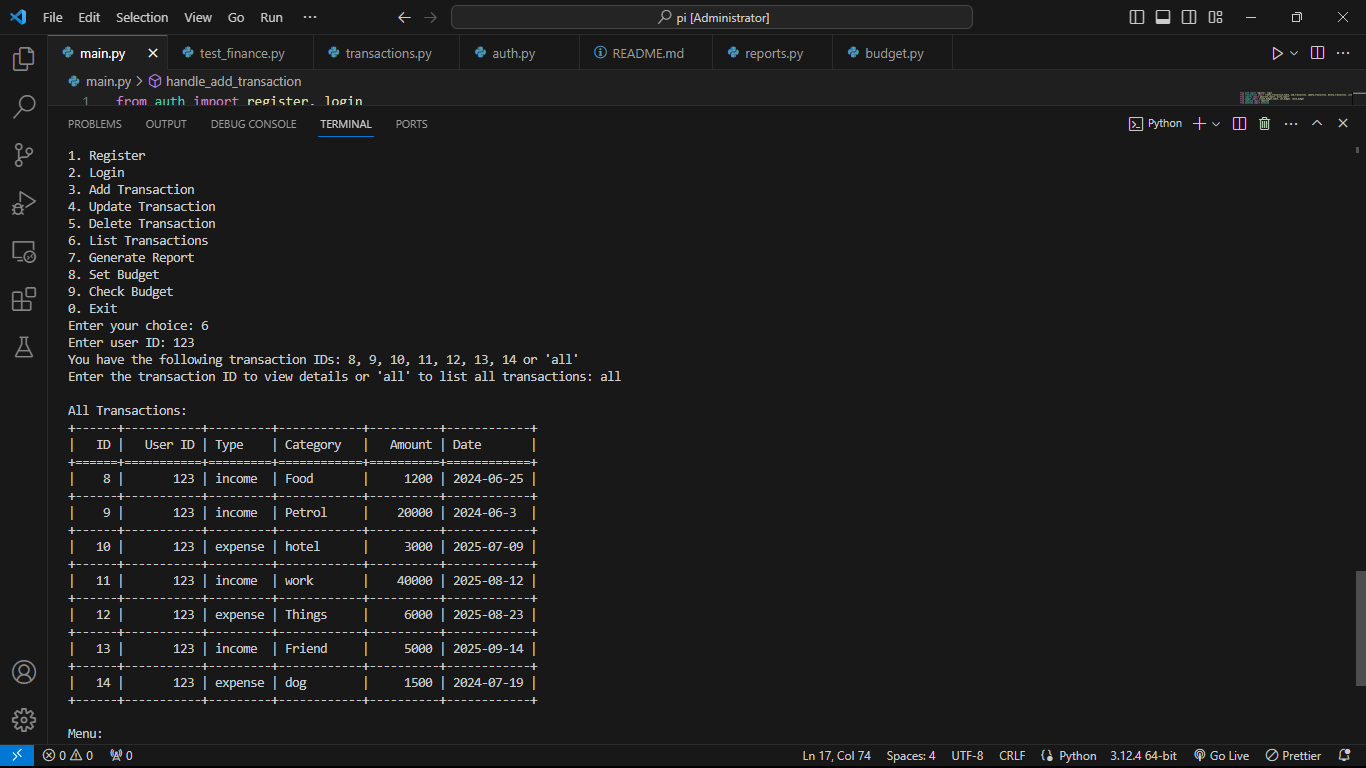 File Edit Selection View Go Run ··· pi [Administrator]
main.py test_finance.py transactions.py auth.py README.md reports.py budget.py
main.py > handle_add_transaction
1 from auth import register, login
PROBLEMS OUTPUT DEBUG CONSOLE TERMINAL PORTS Python
1. Register
2. Login
3. Add Transaction
4. Update Transaction
5. Delete Transaction
6. List Transactions
7. Generate Report
8. Set Budget
9. Check Budget
0. Exit
Enter your choice: 6
Enter user ID: 123
You have the following transaction IDs: 8, 9, 10, 11, 12, 13, 14 or 'all'
Enter the transaction ID to view details or 'all' to list all transactions: all
All Transactions:
+------+-----------+---------+------------+----------+------------+
|   ID |   User ID | Type    | Category   |   Amount | Date       |
+======+===========+=========+============+==========+============+
|    8 |       123 | income  | Food       |     1200 | 2024-06-25 |
+------+-----------+---------+------------+----------+------------+
|    9 |       123 | income  | Petrol     |    20000 | 2024-06-3  |
+------+-----------+---------+------------+----------+------------+
|   10 |       123 | expense | hotel      |     3000 | 2025-07-09 |
+------+-----------+---------+------------+----------+------------+
|   11 |       123 | income  | work       |    40000 | 2025-08-12 |
+------+-----------+---------+------------+----------+------------+
|   12 |       123 | expense | Things     |     6000 | 2025-08-23 |
+------+-----------+---------+------------+----------+------------+
|   13 |       123 | income  | Friend     |     5000 | 2025-09-14 |
+------+-----------+---------+------------+----------+------------+
|   14 |       123 | expense | dog        |     1500 | 2024-07-19 |
+------+-----------+---------+------------+----------+------------+
Menu:
0 0 0 Ln 17, Col 74 Spaces: 4 UTF-8 CRLF Python 3.12.4 64-bit Go Live Prettier